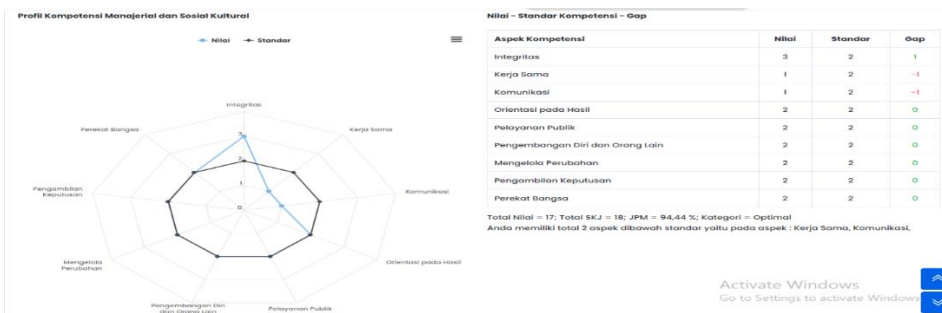 Profil Kompetensi Manajerial dan Sosial Kultural
Nilai Standar
Integritas
Perekat Bangsa
Kerja Sama
3
2
Pengambilan
Keputusan
1
Komunikasi
0
Mengelola
Perubahan
Orientasi pada Hasil
Pengembangan Diri
dan Orang Lain
Pelayanan Publik
Nilai - Standar Kompetensi - Gap
Aspek Kompetensi Nilai Standar Gap
Integritas 3 2 1
Kerja Sama 1 2 -1
Komunikasi 1 2 -1
Orientasi pada Hasil 2 2 0
Pelayanan Publik 2 2 0
Pengembangan Diri dan Orang Lain 2 2 0
Mengelola Perubahan 2 2 0
Pengambilan Keputusan 2 2 0
Perekat Bangsa 2 2 0
Total Nilai = 17; Total SKJ = 18; JPM = 94,44 %; Kategori = Optimal
Anda memiliki total 2 aspek dibawah standar yaitu pada aspek : Kerja Sama, Komunikasi,
Activate Windows
Go to Settings to activate Windows